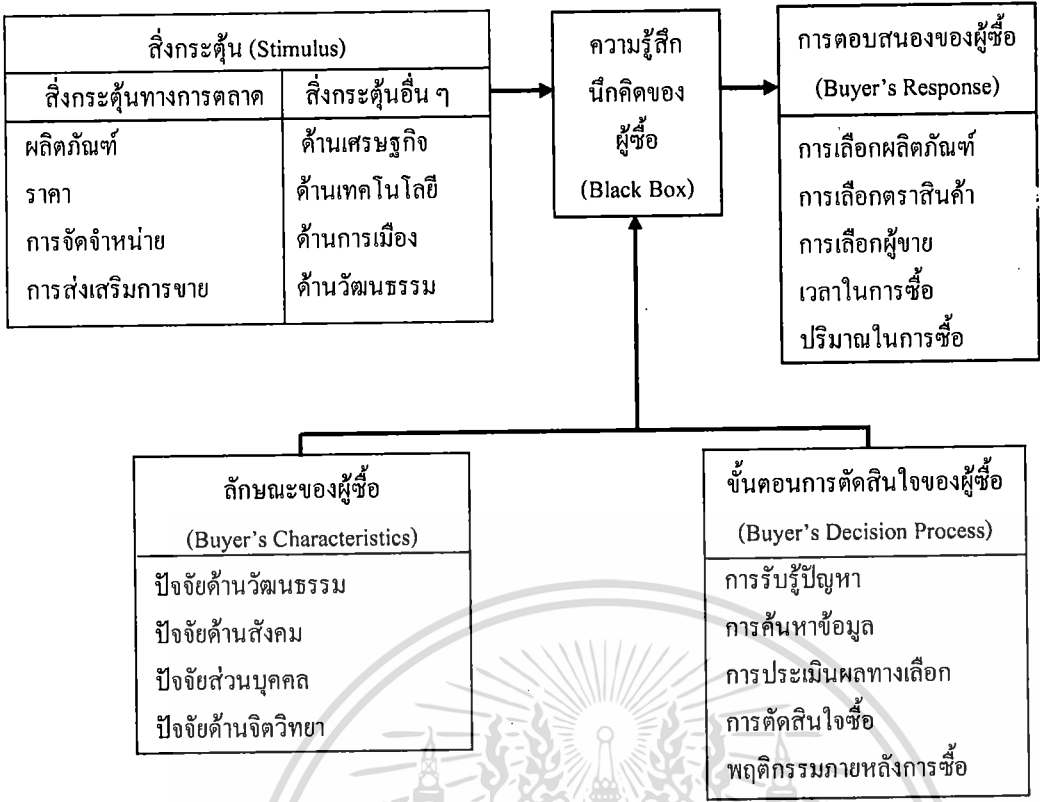 สิ่งกระตุ้น (Stimulus)
สิ่งกระตุ้นทางการตลาด
สิ่งกระตุ้นอื่น ๆ
ผลิตภัณฑ์
ราคา
การจัดจำหน่าย
การส่งเสริมการขาย
ด้านเศรษฐกิจ
ด้านเทคโนโลยี
ด้านการเมือง
ด้านวัฒนธรรม
ความรู้สึก
นึกคิดของ
ผู้ซื้อ
(Black Box)
การตอบสนองของผู้ซื้อ
(Buyer's Response)
การเลือกผลิตภัณฑ์
การเลือกตราสินค้า
การเลือกผู้ขาย
เวลาในการซื้อ
ปริมาณในการซื้อ
ลักษณะของผู้ซื้อ
(Buyer's Characteristics)
ปัจจัยด้านวัฒนธรรม
ปัจจัยด้านสังคม
ปัจจัยส่วนบุคคล
ปัจจัยด้านจิตวิทยา
ขั้นตอนการตัดสินใจของผู้ซื้อ
(Buyer's Decision Process)
การรับรู้ปัญหา
การค้นหาข้อมูล
การประเมินผลทางเลือก
การตัดสินใจซื้อ
พฤติกรรมภายหลังการซื้อ